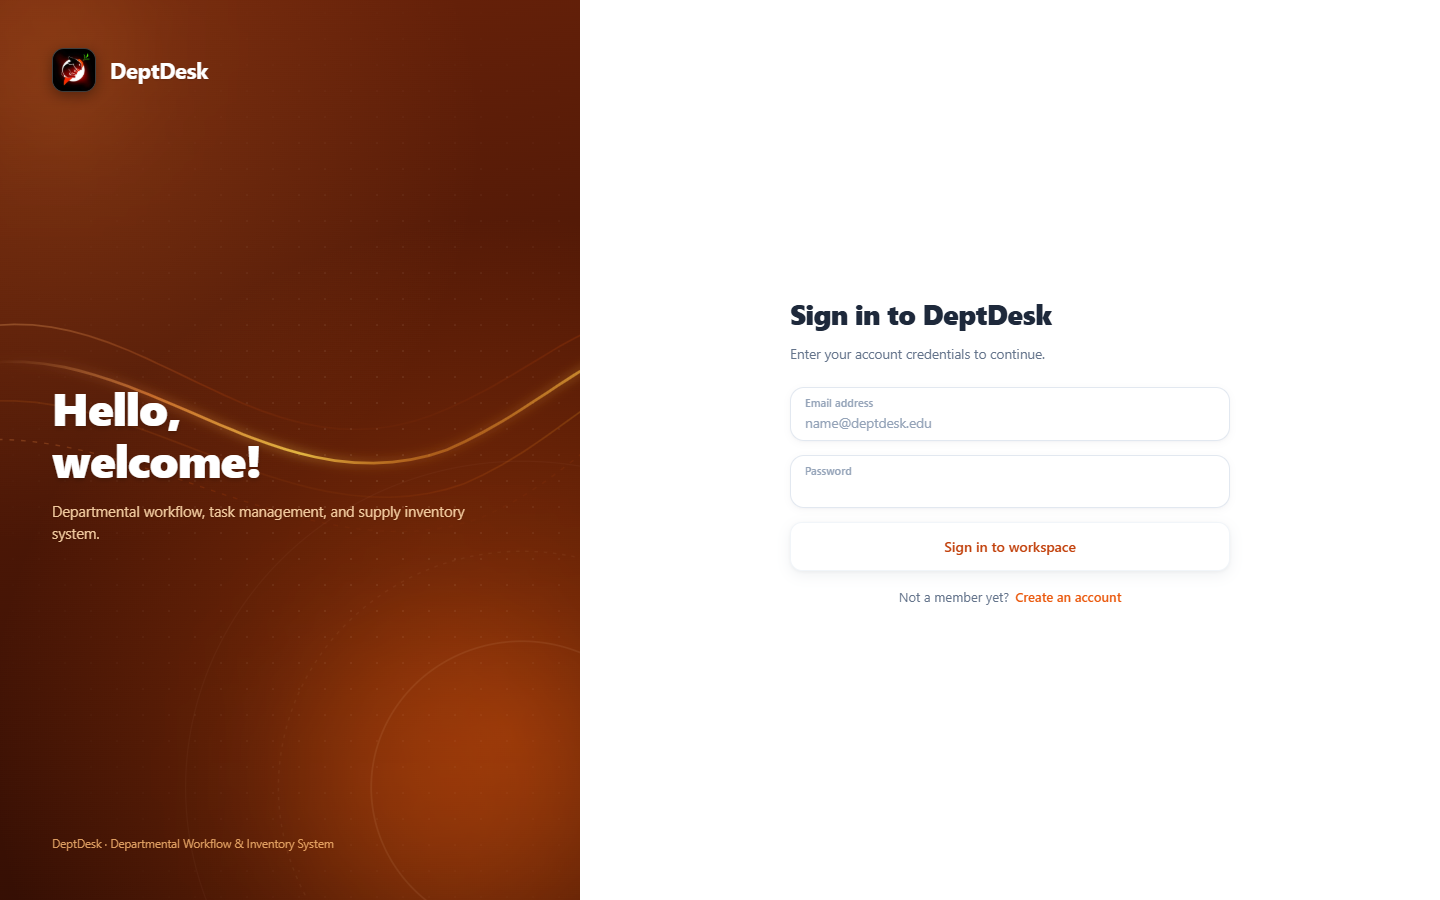 DeptDesk
Hello,
welcome!
Departmental workflow, task management, and supply inventory
system.
DeptDesk · Departmental Workflow & Inventory System
Sign in to DeptDesk
Enter your account credentials to continue.
Email address
name@deptdesk.edu
Password
Sign in to workspace
Not a member yet? Create an account